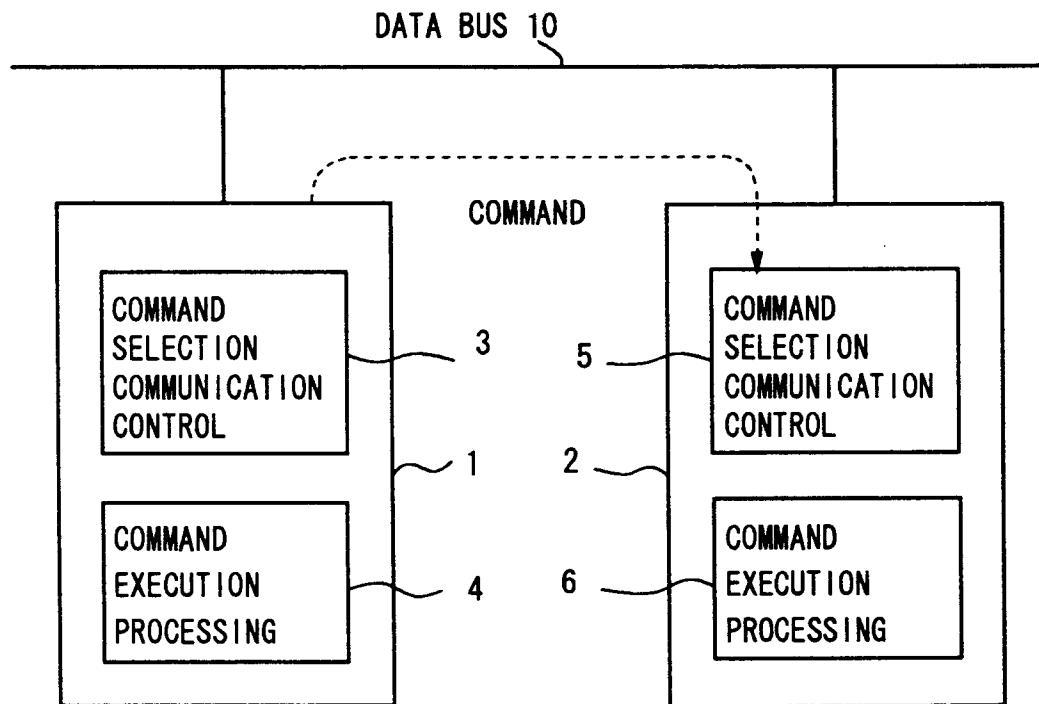 DATA BUS 10
COMMAND
COMMAND
SELECTION
COMMUNICATION
CONTROL
3
1
COMMAND
EXECUTION
PROCESSING
4
5
COMMAND
SELECTION
COMMUNICATION
CONTROL
2
6
COMMAND
EXECUTION
PROCESSING